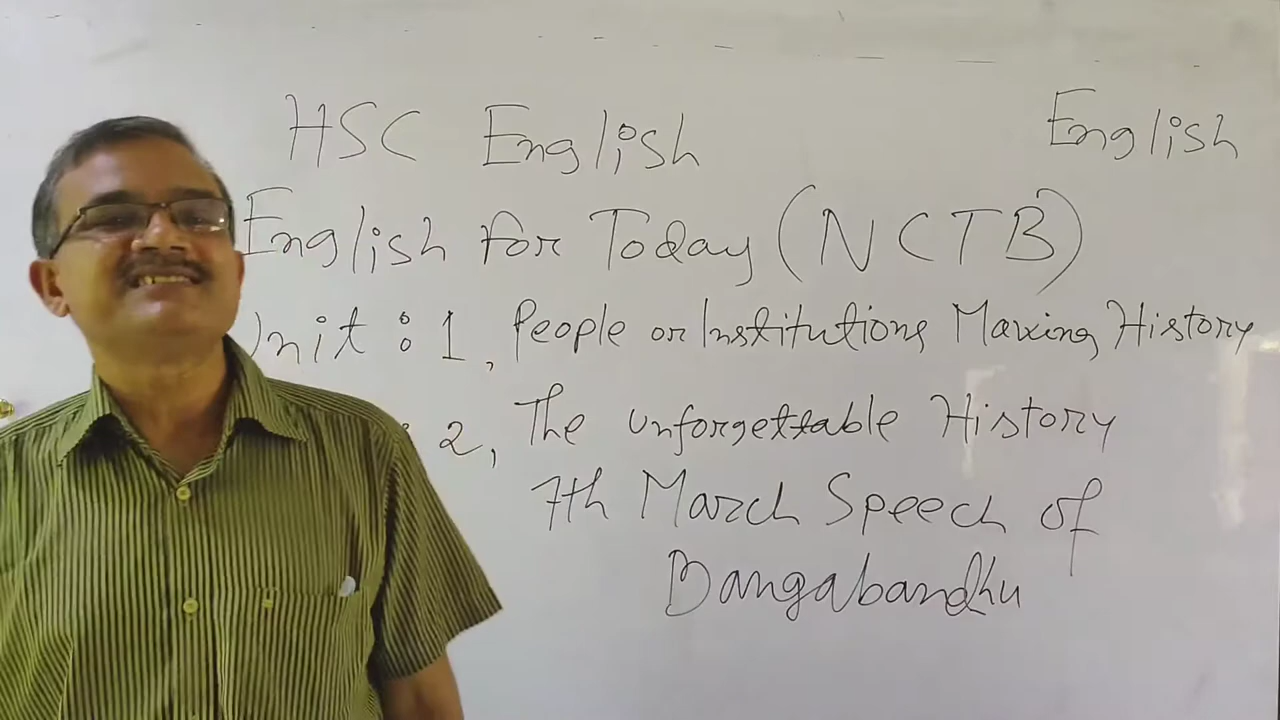 HSC English English
English for Today (NCTB)
Unit : 1, People or Institutions Making History
: 2, The Unforgettable History
7th March Speech of
Bangabandhu